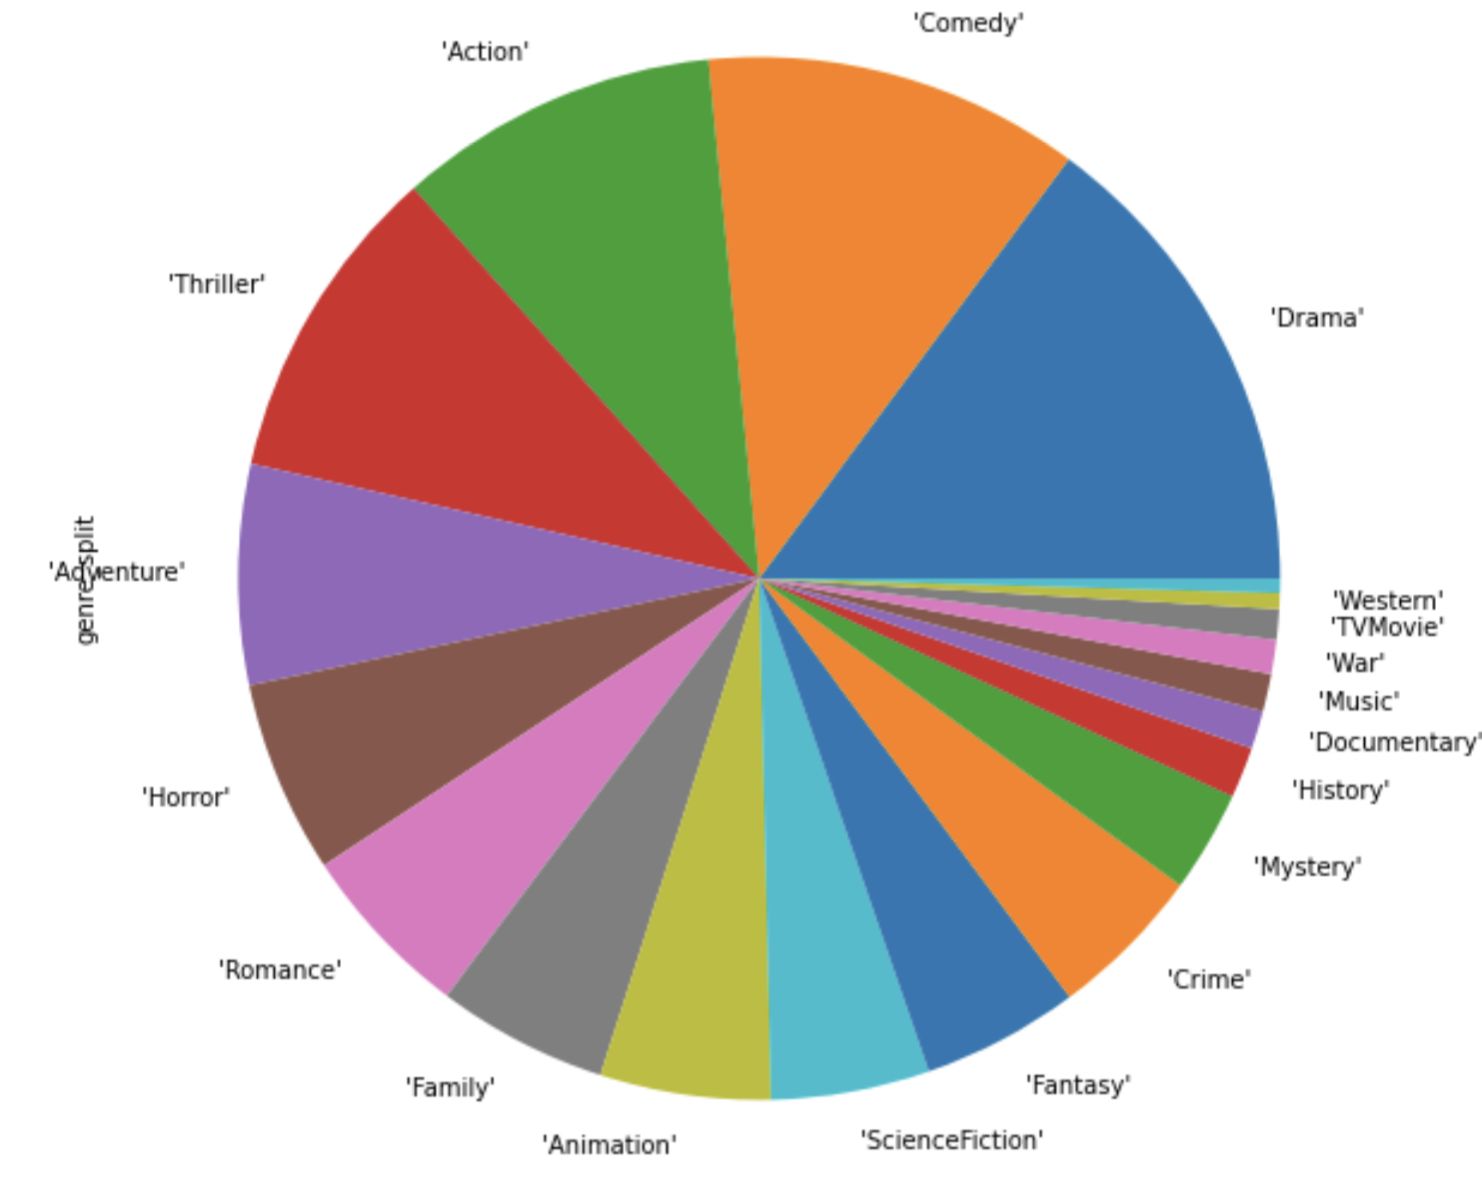 'Comedy'
'Action'
'Thriller'
'Drama'
genre_split
'Adventure'
'Western'
'TVMovie'
'War'
'Music'
'Documentary'
'History'
'Horror'
'Mystery'
'Romance'
'Crime'
'Family'
'Fantasy'
'Animation'
'ScienceFiction'